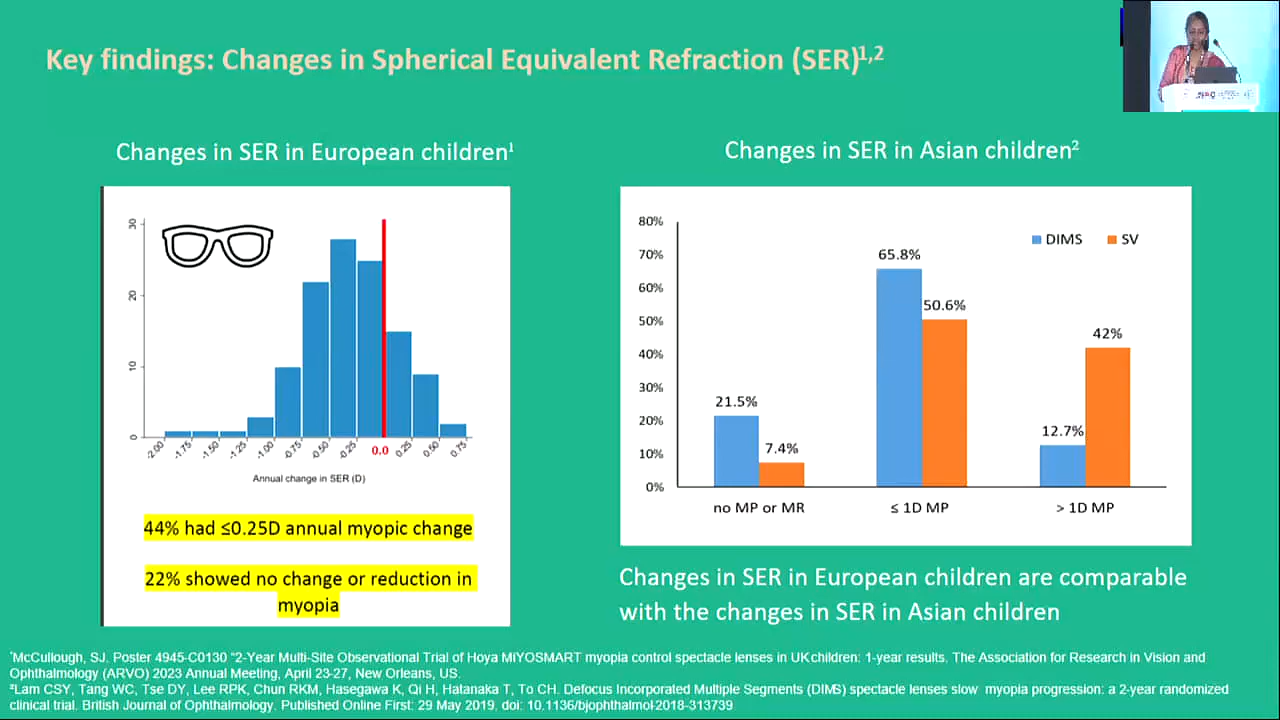 Key findings: Changes in Spherical Equivalent Refraction (SER)1,2
Changes in SER in European children1
30
20
10
0
-2.00
-1.75
-1.50
-1.25
-1.00
-0.75
-0.50
-0.25
0.0
0.25
0.50
0.75
Annual change in SER (D)
44% had ≤0.25D annual myopic change
22% showed no change or reduction in
myopia
Changes in SER in Asian children2
80%
70%
60%
50%
40%
30%
20%
10%
0%
DIMS
SV
21.5%
7.4%
65.8%
50.6%
12.7%
42%
no MP or MR
≤ 1D MP
> 1D MP
Changes in SER in European children are comparable
with the changes in SER in Asian children
1McCullough, SJ. Poster 4945-C0130 “2-Year Multi-Site Observational Trial of Hoya MiYOSMART myopia control spectacle lenses in UK children: 1-year results. The Association for Research in Vision and
Ophthalmology (ARVO) 2023 Annual Meeting, April 23-27, New Orleans, US.
2Lam CSY, Tang WC, Tse DY, Lee RPK, Chun RKM, Hasegawa K, Qi H, Hatanaka T, To CH. Defocus Incorporated Multiple Segments (DIMS) spectacle lenses slow myopia progression: a 2-year randomized
clinical trial. British Journal of Ophthalmology. Published Online First: 29 May 2019. doi: 10.1136/bjophthalmol-2018-313739